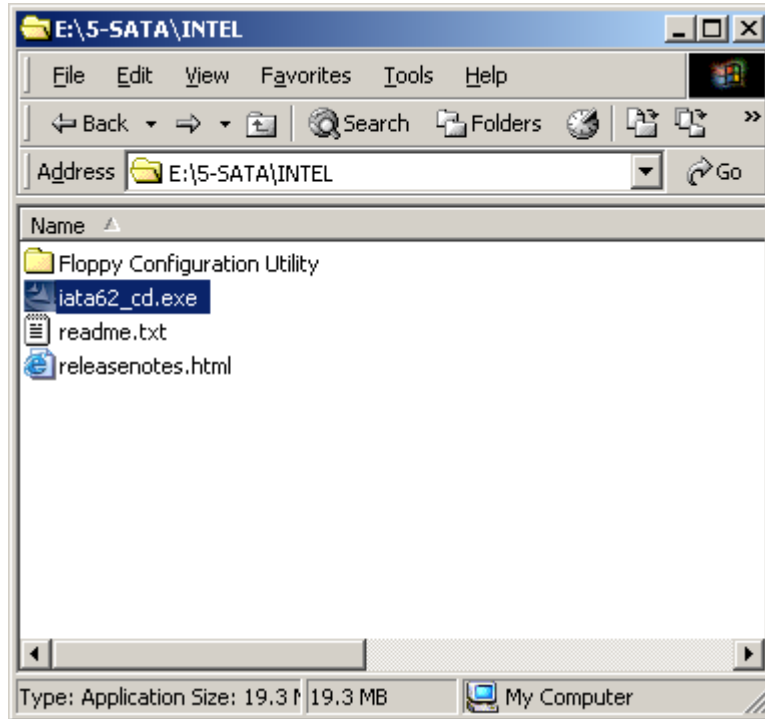 E:\5-SATA\INTEL
File Edit View Favorites Tools Help
Back Search Folders »
Address E:\5-SATA\INTEL Go
Name
Floppy Configuration Utility
iata62_cd.exe
readme.txt
releasenotes.html
Type: Application Size: 19.3 M 19.3 MB My Computer